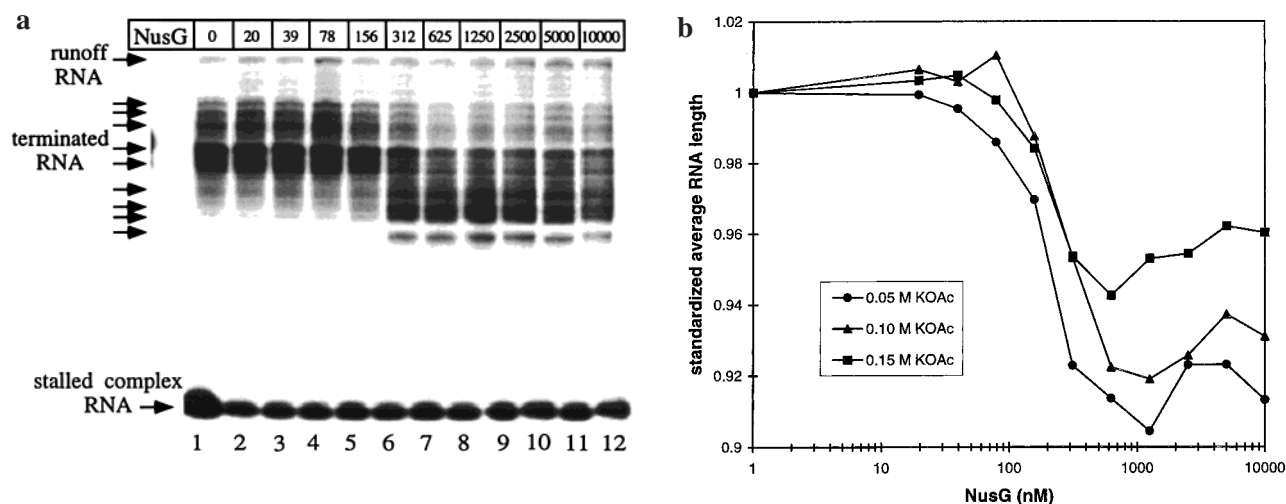 a
NusG 0 20 39 78 156 312 625 1250 2500 5000 10000
runoff
RNA
terminated
RNA
stalled complex
RNA
1 2 3 4 5 6 7 8 9 10 11 12
b
standardized average RNA length
1.02
1
0.98
0.96
0.94
0.92
0.9
0.05 M KOAc
0.10 M KOAc
0.15 M KOAc
1 10 100 1000 10000
NusG (nM)